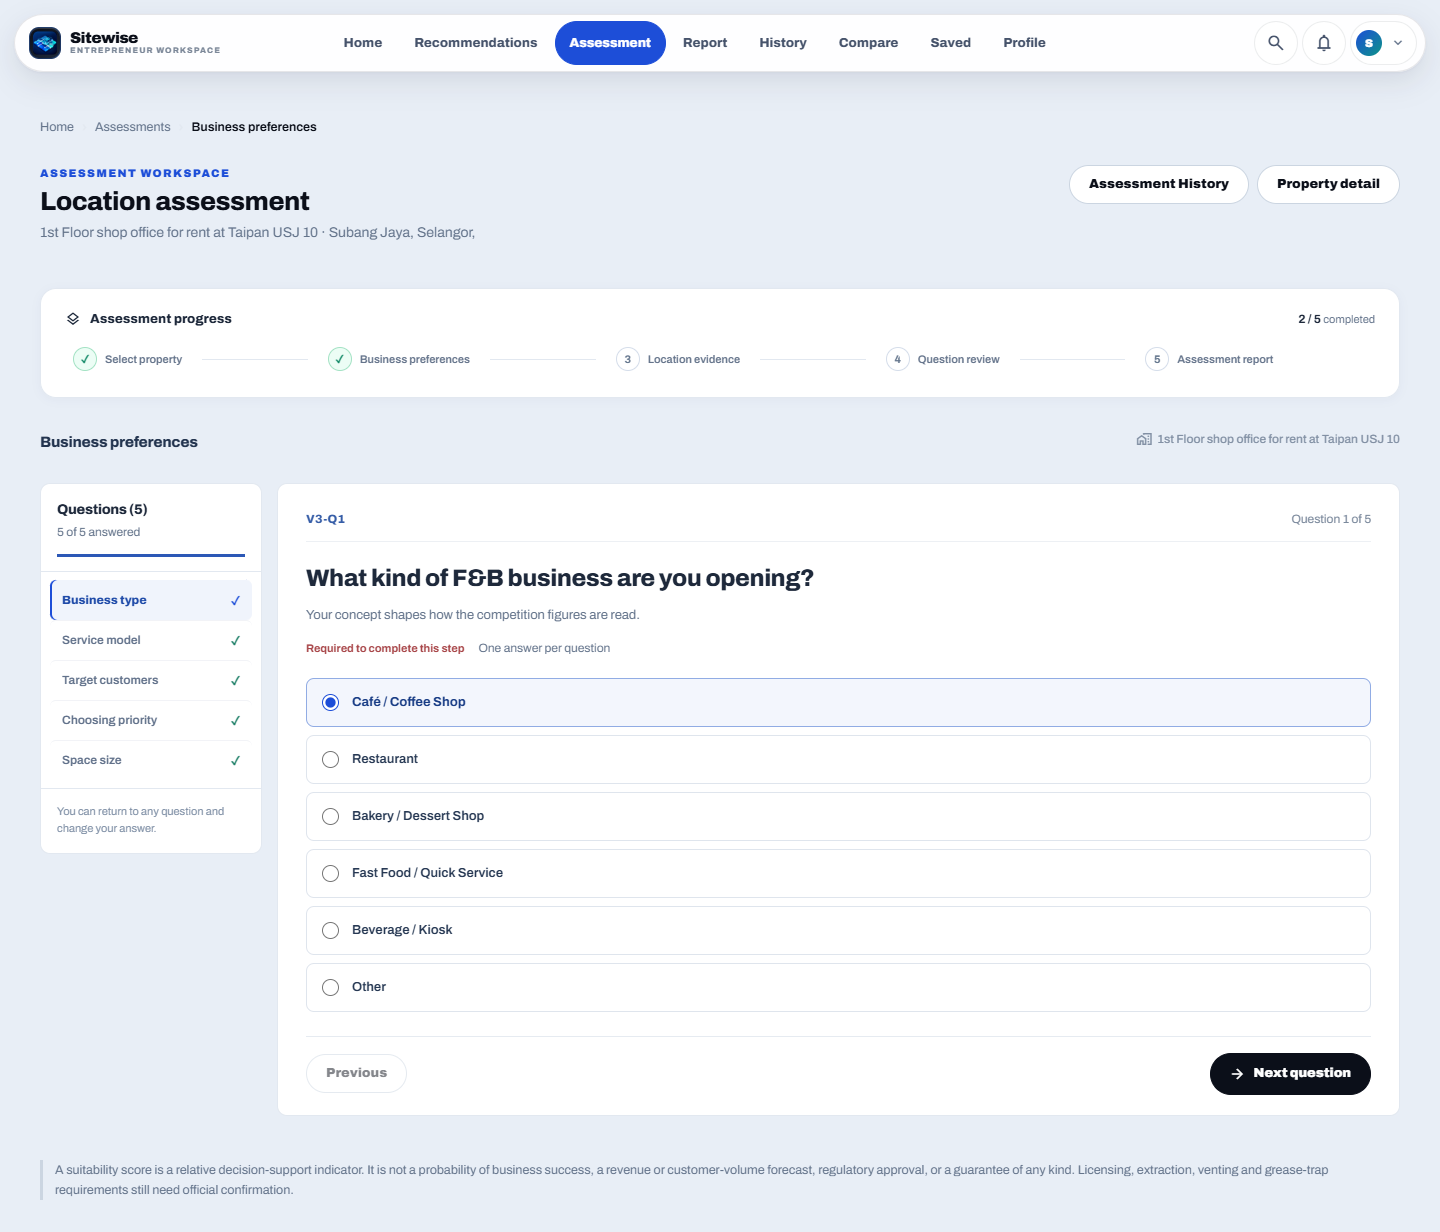 Sitewise
ENTREPRENEUR WORKSPACE
Home
Recommendations
Assessment
Report
History
Compare
Saved
Profile
S
Home
Assessments
Business preferences
ASSESSMENT WORKSPACE
Location assessment
1st Floor shop office for rent at Taipan USJ 10 · Subang Jaya, Selangor,
Assessment History
Property detail
Assessment progress
2 / 5 completed
Select property
Business preferences
3
Location evidence
4
Question review
5
Assessment report
Business preferences
1st Floor shop office for rent at Taipan USJ 10
Questions (5)
5 of 5 answered
Business type
Service model
Target customers
Choosing priority
Space size
You can return to any question and
change your answer.
V3-Q1
Question 1 of 5
What kind of F&B business are you opening?
Your concept shapes how the competition figures are read.
Required to complete this step
One answer per question
Café / Coffee Shop
Restaurant
Bakery / Dessert Shop
Fast Food / Quick Service
Beverage / Kiosk
Other
Previous
Next question
A suitability score is a relative decision-support indicator. It is not a probability of business success, a revenue or customer-volume forecast, regulatory approval, or a guarantee of any kind. Licensing, extraction, venting and grease-trap
requirements still need official confirmation.